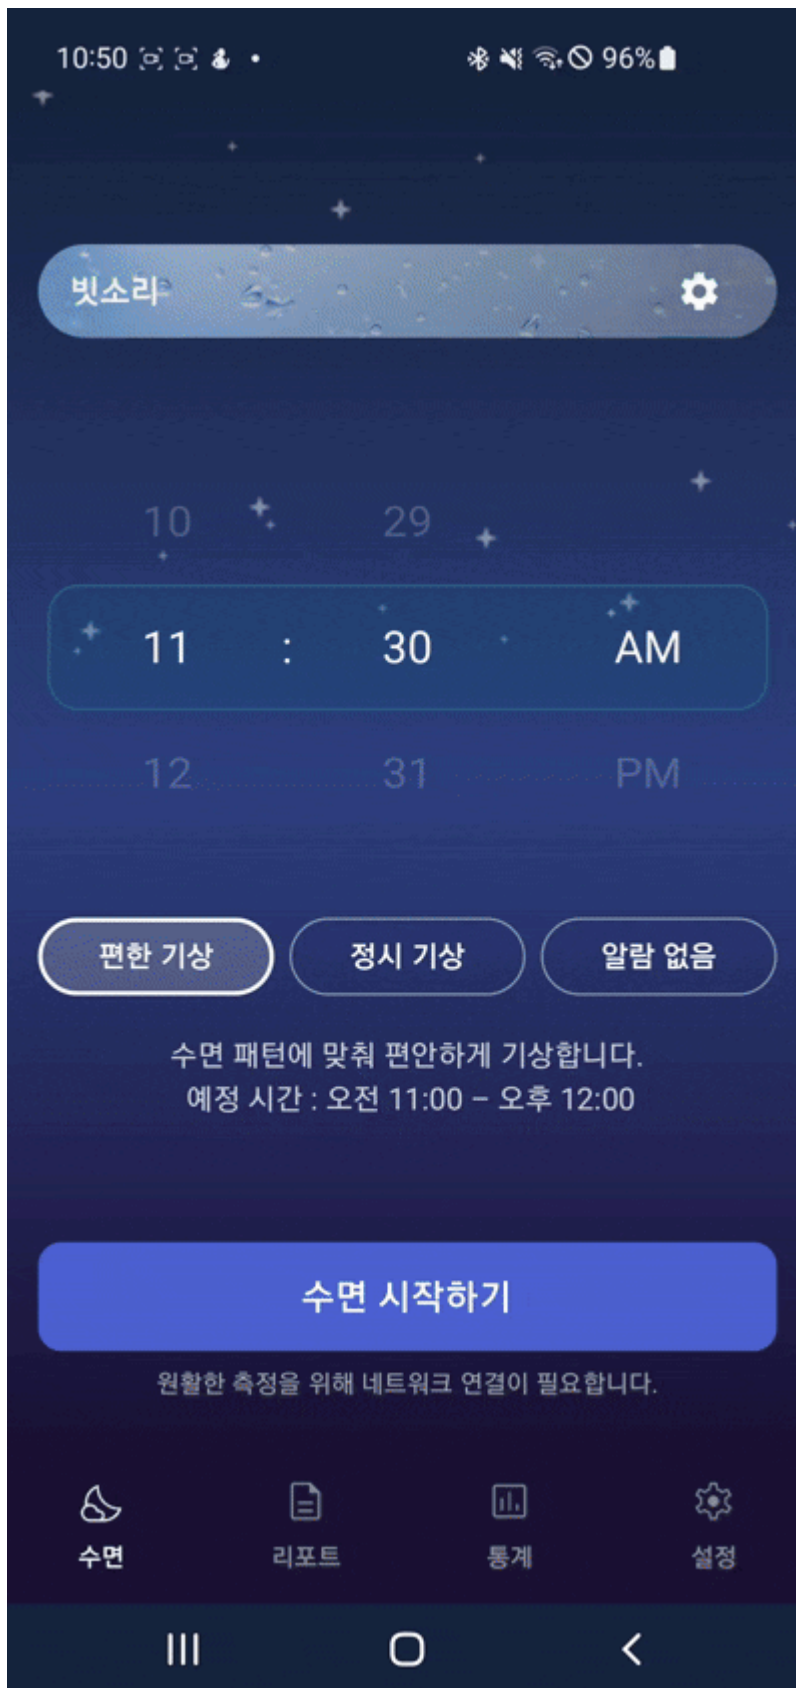 10:50 96%
빗소리
10 29
11 : 30 AM
12 31 PM
편한 기상 정시 기상 알람 없음
수면 패턴에 맞춰 편안하게 기상합니다.
예정 시간 : 오전 11:00 – 오후 12:00
수면 시작하기
원활한 측정을 위해 네트워크 연결이 필요합니다.
수면 리포트 통계 설정